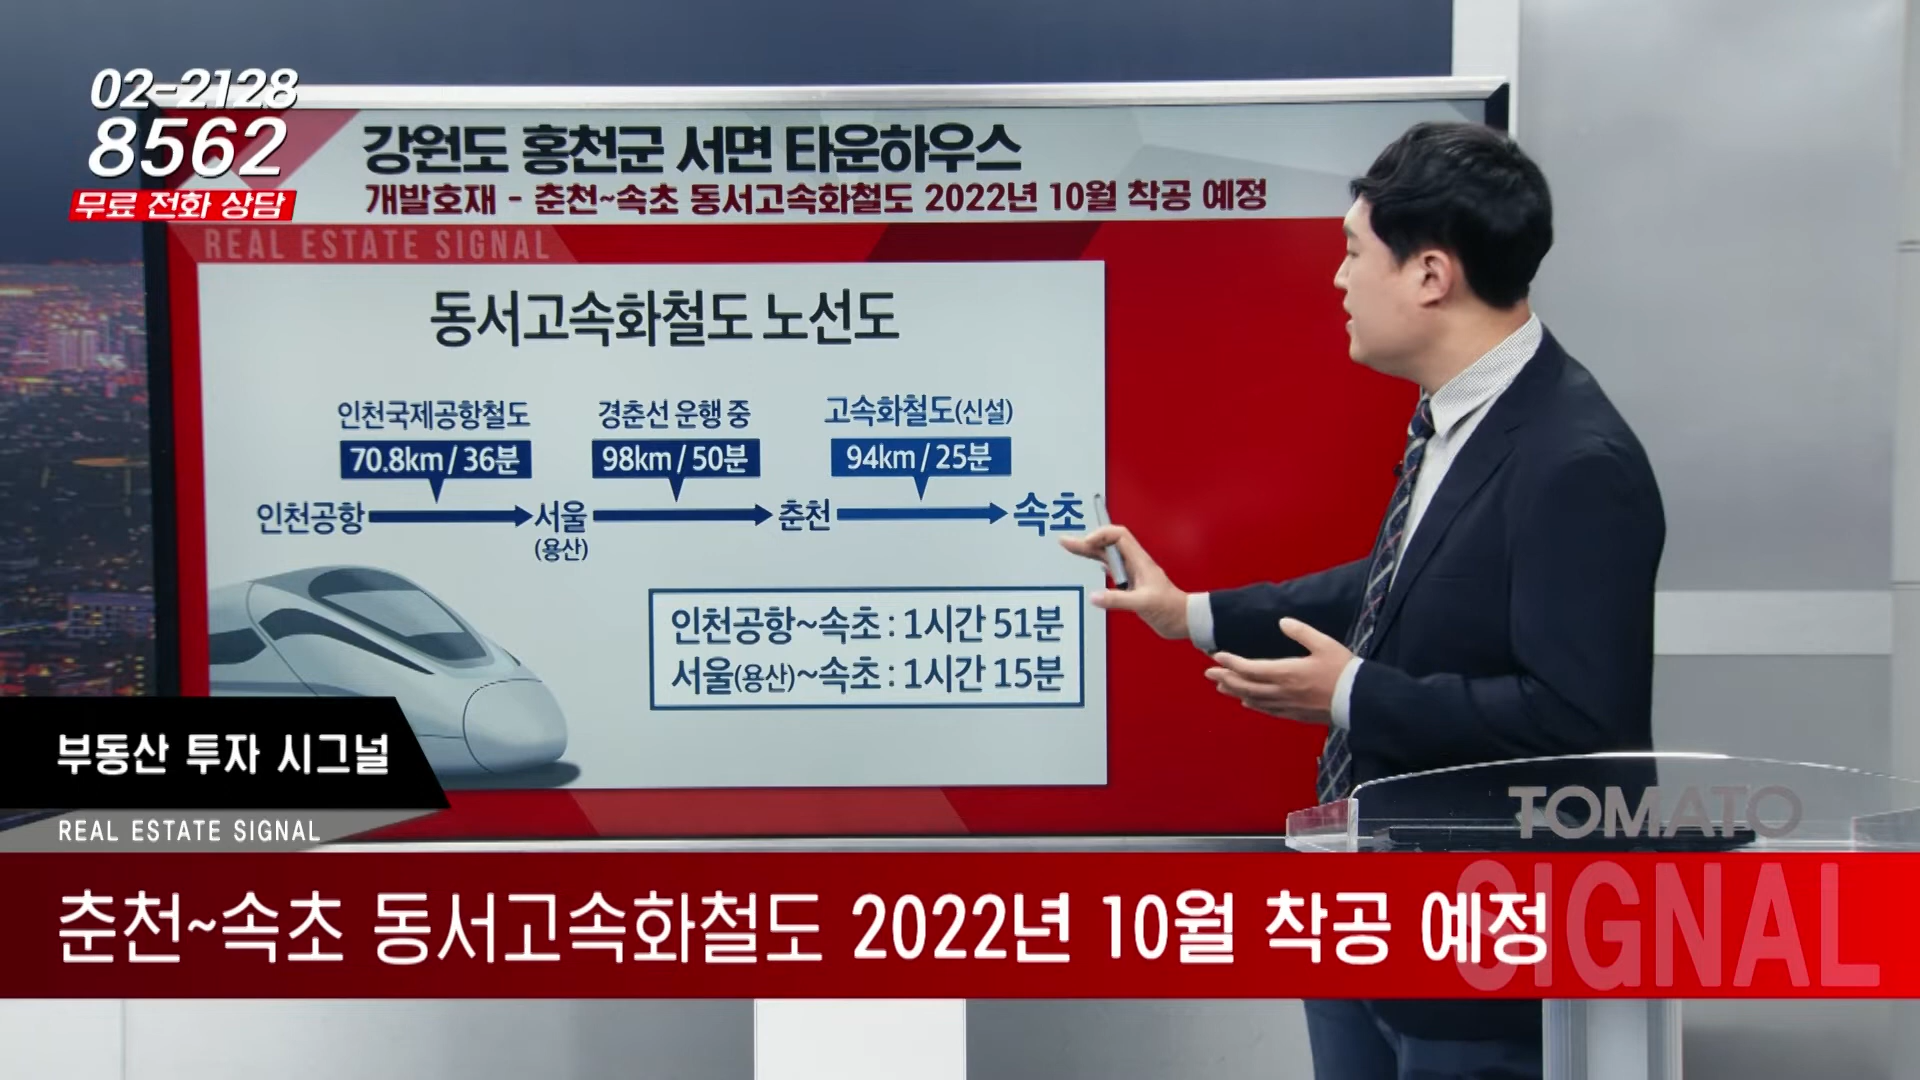 02-2128
8562
무료 전화 상담
강원도 홍천군 서면 타운하우스
개발호재 - 춘천~속초 동서고속화철도 2022년 10월 착공 예정
REAL ESTATE SIGNAL
동서고속화철도 노선도
인천국제공항철도
70.8km / 36분
경춘선 운행 중
98km / 50분
고속화철도(신설)
94km / 25분
인천공항 서울 춘천 속초
(용산)
인천공항~속초 : 1시간 51분
서울(용산)~속초 : 1시간 15분
부동산 투자 시그널
REAL ESTATE SIGNAL
TOMATO
SIGNAL
춘천~속초 동서고속화철도 2022년 10월 착공 예정